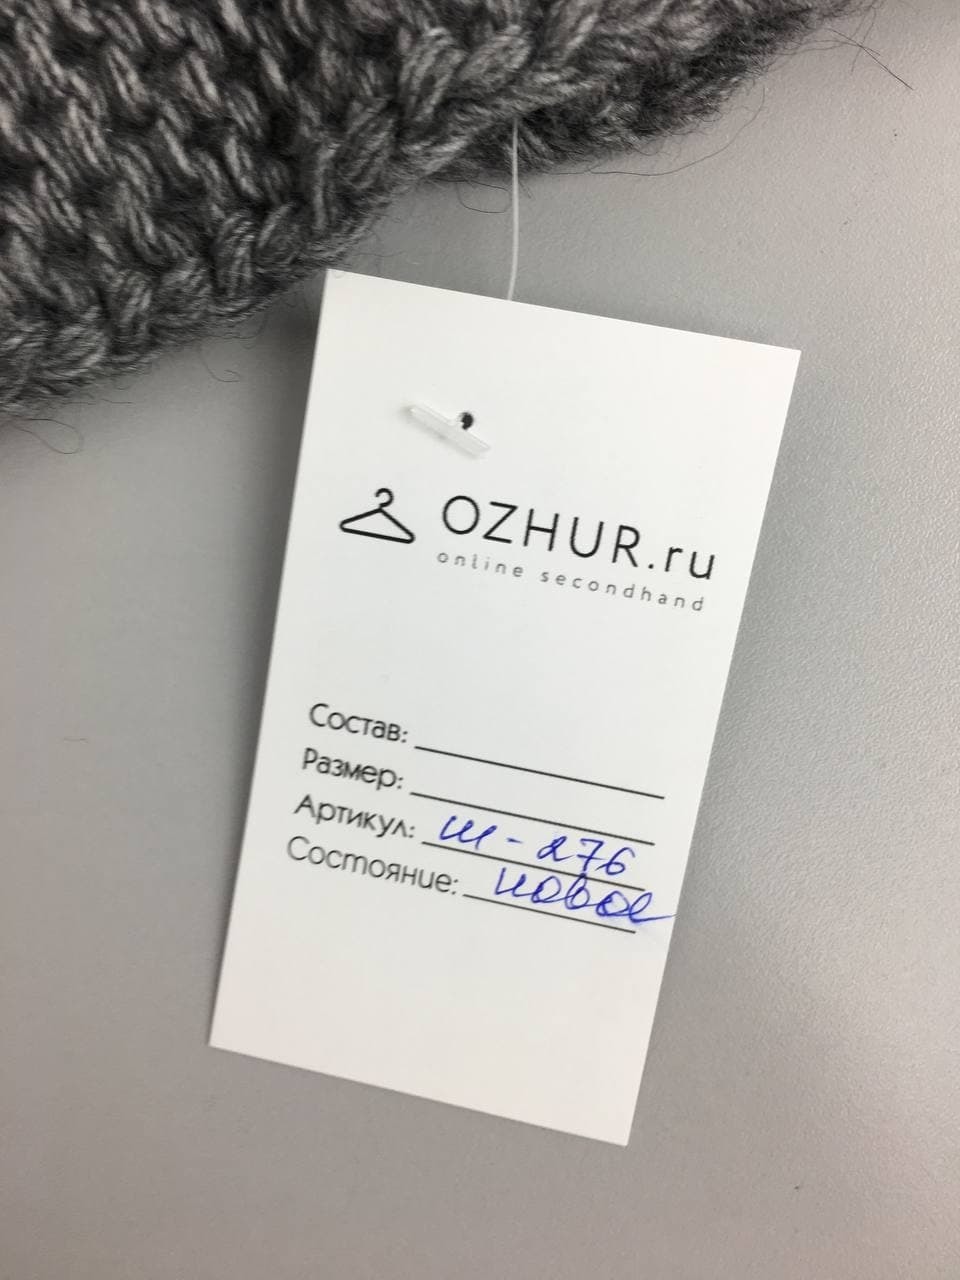 OZHUR.ru
online secondhand
Состав:
Размер:
Артикул: ш-276
Состояние: новое